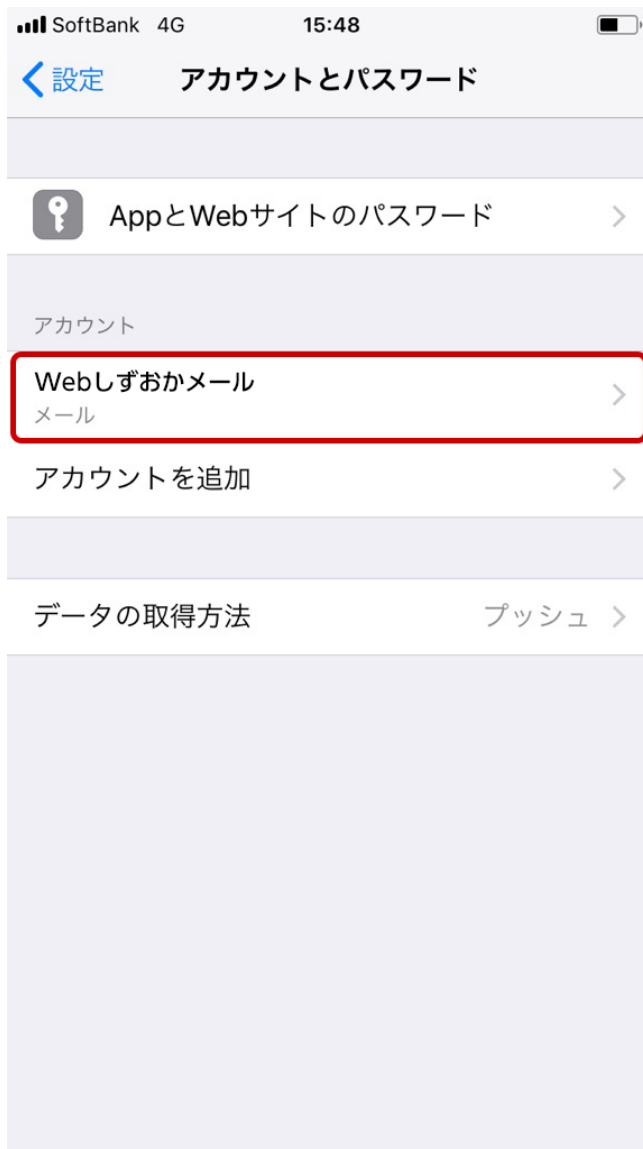 SoftBank 4G 15:48
設定 アカウントとパスワード
AppとWebサイトのパスワード
アカウント
Webしずおかメール
メール
アカウントを追加
データの取得方法 プッシュ